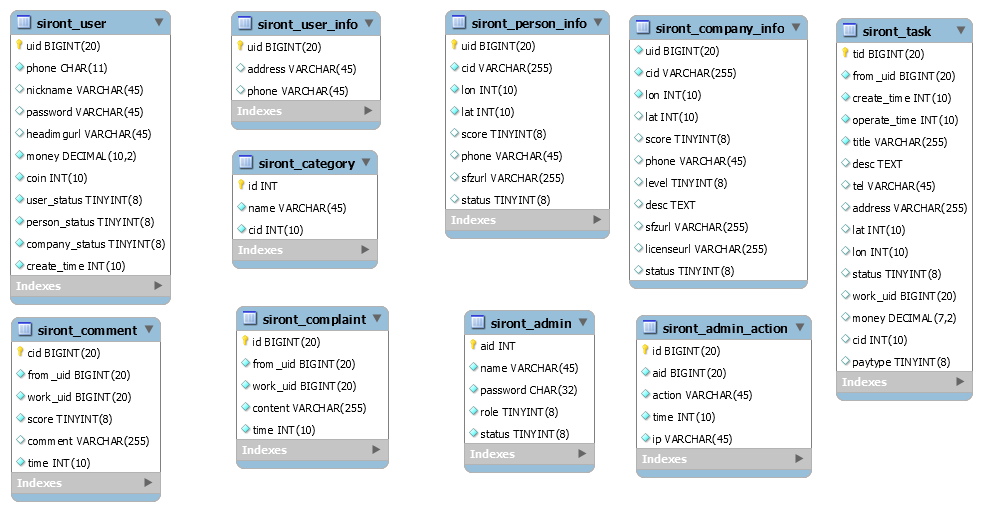 siront_user
uid BIGINT(20)
phone CHAR(11)
nickname VARCHAR(45)
password VARCHAR(45)
headimgurl VARCHAR(45)
money DECIMAL(10,2)
coin INT(10)
user_status TINYINT(8)
person_status TINYINT(8)
company_status TINYINT(8)
create_time INT(10)
Indexes
siront_user_info
uid BIGINT(20)
address VARCHAR(45)
phone VARCHAR(45)
Indexes
siront_category
id INT
name VARCHAR(45)
cid INT(10)
Indexes
siront_person_info
uid BIGINT(20)
cid VARCHAR(255)
lon INT(10)
lat INT(10)
score TINYINT(8)
phone VARCHAR(45)
sfzurl VARCHAR(255)
status TINYINT(8)
Indexes
siront_company_info
uid BIGINT(20)
cid VARCHAR(255)
lon INT(10)
lat INT(10)
score TINYINT(8)
phone VARCHAR(45)
level TINYINT(8)
desc TEXT
sfzurl VARCHAR(255)
licenseurl VARCHAR(255)
status TINYINT(8)
siront_task
tid BIGINT(20)
from_uid BIGINT(20)
create_time INT(10)
operate_time INT(10)
title VARCHAR(255)
desc TEXT
tel VARCHAR(45)
address VARCHAR(255)
lat INT(10)
lon INT(10)
status TINYINT(8)
work_uid BIGINT(20)
money DECIMAL(7,2)
cid INT(10)
paytype TINYINT(8)
Indexes
siront_comment
cid BIGINT(20)
from_uid BIGINT(20)
work_uid BIGINT(20)
score TINYINT(8)
comment VARCHAR(255)
time INT(10)
Indexes
siront_complaint
id BIGINT(20)
from_uid BIGINT(20)
work_uid BIGINT(20)
content VARCHAR(255)
time INT(10)
Indexes
siront_admin
aid INT
name VARCHAR(45)
password CHAR(32)
role TINYINT(8)
status TINYINT(8)
Indexes
siront_admin_action
id BIGINT(20)
aid BIGINT(20)
action VARCHAR(45)
time INT(10)
ip VARCHAR(45)
Indexes